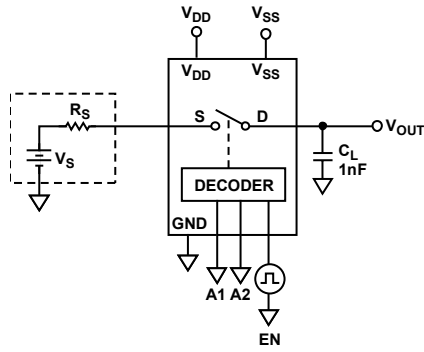 VDD VSS
VDD VSS
RS
S D
VOUT
VS
CL
1nF
DECODER
GND
A1 A2
EN